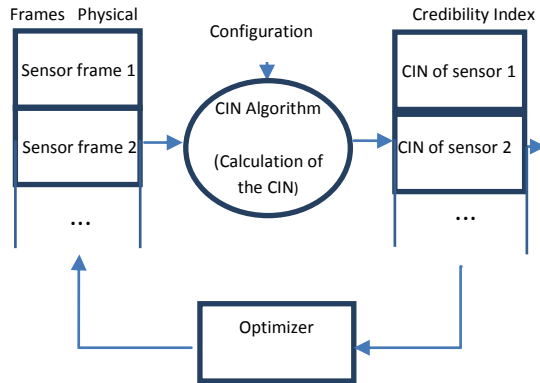 Frames Physical
Credibility Index
Configuration
Sensor frame 1
CIN of sensor 1
CIN Algorithm
Sensor frame 2
(Calculation of
the CIN)
CIN of sensor 2
...
...
Optimizer